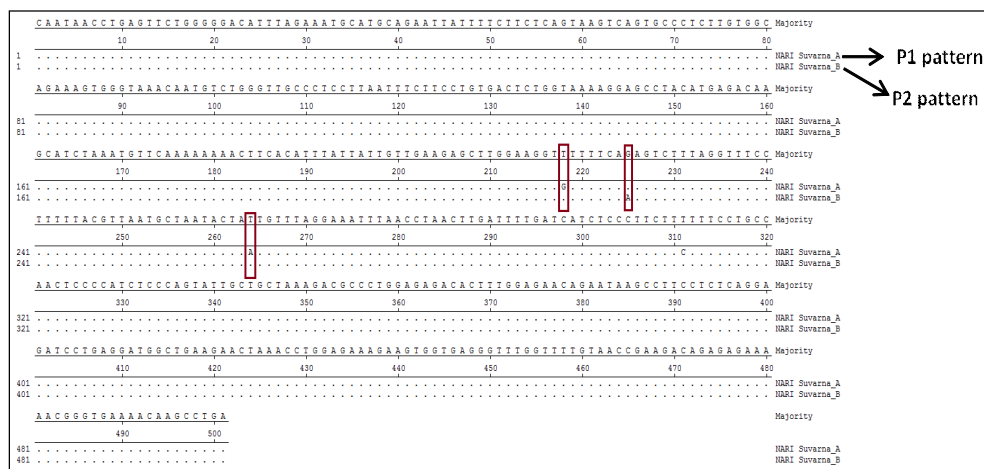 CAATAACCTGAGTTCTGGGGGACATTTAGAAATGCATGCAGAATTATTTTCTTCTCAGTAAGTCAGTGCCCTCTTGTGGC Majority
10 20 30 40 50 60 70 80
1 ................................................................................ NARI Suvarna_A P1 pattern
1 ................................................................................ NARI Suvarna_B P2 pattern
AGAAAGTGGGTAAACAATGTCTGGGTTGCCCTCCTTAATTTCTTCCTGTGACTCTGGTAAAAGGAGCCTACATGAGACAA Majority
90 100 110 120 130 140 150 160
81 ................................................................................ NARI Suvarna_A
81 ................................................................................ NARI Suvarna_B
GCATCTAAATGTTCAAAAAAAACTTCACATTTATTATTGTTGAAGAGCTTGGAAGGTTTTTTCAGAGTCTTTAGGTTTCC Majority
170 180 190 200 210 220 230 240
161 .........................................................G...................... NARI Suvarna_A
161 ................................................................A............... NARI Suvarna_B
TTTTTACGTTAATGCTAATACTATTGTTTAGGAAATTTAACCTAACTTGATTTTGATCATCTCCCTTCTTTTTTCCTGCC Majority
250 260 270 280 290 300 310 320
241 .......................A..............................................C......... NARI Suvarna_A
241 ................................................................................ NARI Suvarna_B
AACTCCCCATCTCCCAGTATTGCTGCTAAAGACGCCCTGGAGAGACACTTTGGAGAACAGAATAAGCCTTCCTCTCAGGA Majority
330 340 350 360 370 380 390 400
321 ................................................................................ NARI Suvarna_A
321 ................................................................................ NARI Suvarna_B
GATCCTGAGGATGGCTGAAGAACTAAACCTGGAGAAAGAAGTGGTGAGGGTTTGGTTTTGTAACCGAAGACAGAGAGAAA Majority
410 420 430 440 450 460 470 480
401 ................................................................................ NARI Suvarna_A
401 ................................................................................ NARI Suvarna_B
AACGGGTGAAAACAAGCCTGA Majority
490 500
481 ..................... NARI Suvarna_A
481 ..................... NARI Suvarna_B